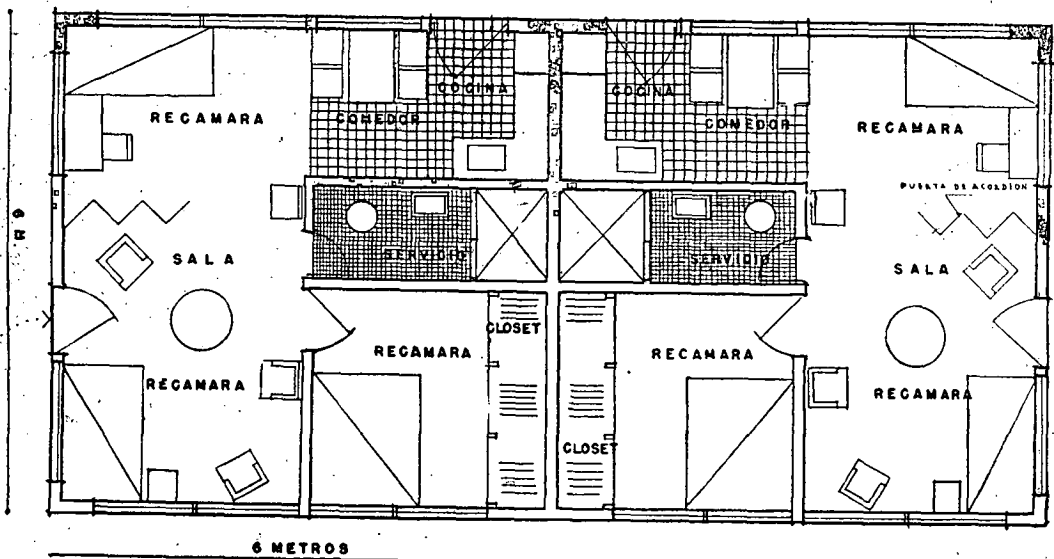 RECAMARA
COMEDOR
COCINA
COCINA
COMEDOR
RECAMARA
PUERTA DE ACORDION
6 M
SALA
SERVICIO
SERVICIO
SALA
RECAMARA
RECAMARA
CLOSET
RECAMARA
RECAMARA
CLOSET
6 METROS